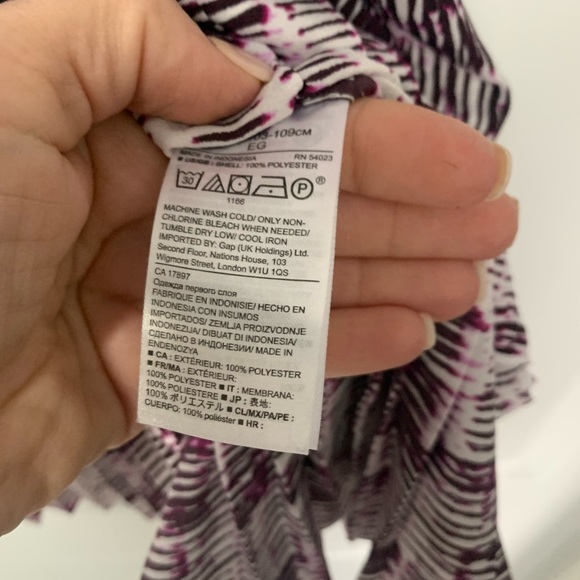 -109CM
EG
MADE IN INDONESIA RN 54023
■ USA/GB : SHELL: 100% POLYESTER
30 P ®
1166
MACHINE WASH COLD/ ONLY NON-
CHLORINE BLEACH WHEN NEEDED/
TUMBLE DRY LOW/ COOL IRON
IMPORTED BY: Gap (UK Holdings) Ltd.
Second Floor, Nations House, 103
Wigmore Street, London W1U 1QS
CA 17897
Одежда первого слоя
FABRIQUE EN INDONISIE/ HECHO EN
INDONESIA CON INSUMOS
IMPORTADOS/ ZEMLJA PROIZVODNJE
INDONEZIJA/ DIBUAT DI INDONESIA/
СДЕЛАНО В ИНДОНЕЗИИ/ MADE IN
ENDENOZYA
■ CA : EXTÉRIEUR: 100% POLYESTER
■ FR/MA : EXTÉRIEUR:
100% POLYESTER ■ IT : MEMBRANA:
100% POLIESTERE ■ JP : 表地:
100% ポリエステル ■ CL/MX/PA/PE :
CUERPO: 100% poliéster ■ HR :